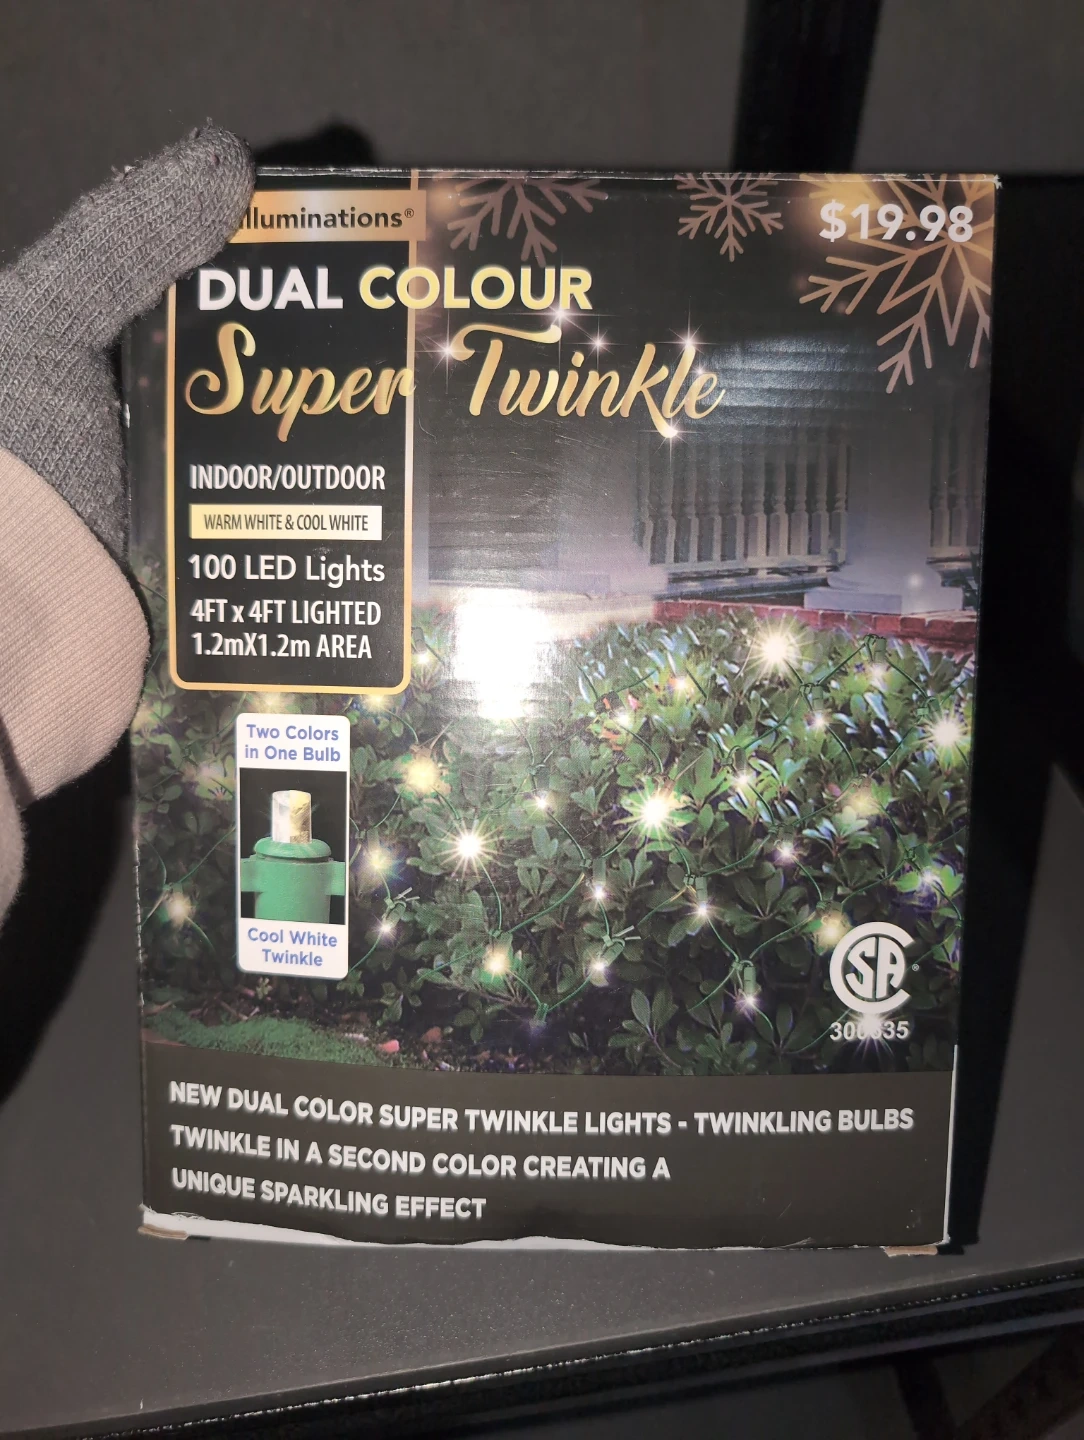 lluminations®
$19.98
DUAL COLOUR
Super Twinkle
INDOOR/OUTDOOR
WARM WHITE & COOL WHITE
100 LED Lights
4FT x 4FT LIGHTED
1.2mX1.2m AREA
Two Colors
in One Bulb
Cool White
Twinkle
CSA®
NEW DUAL COLOR SUPER TWINKLE LIGHTS - TWINKLING BULBS
TWINKLE IN A SECOND COLOR CREATING A
UNIQUE SPARKLING EFFECT